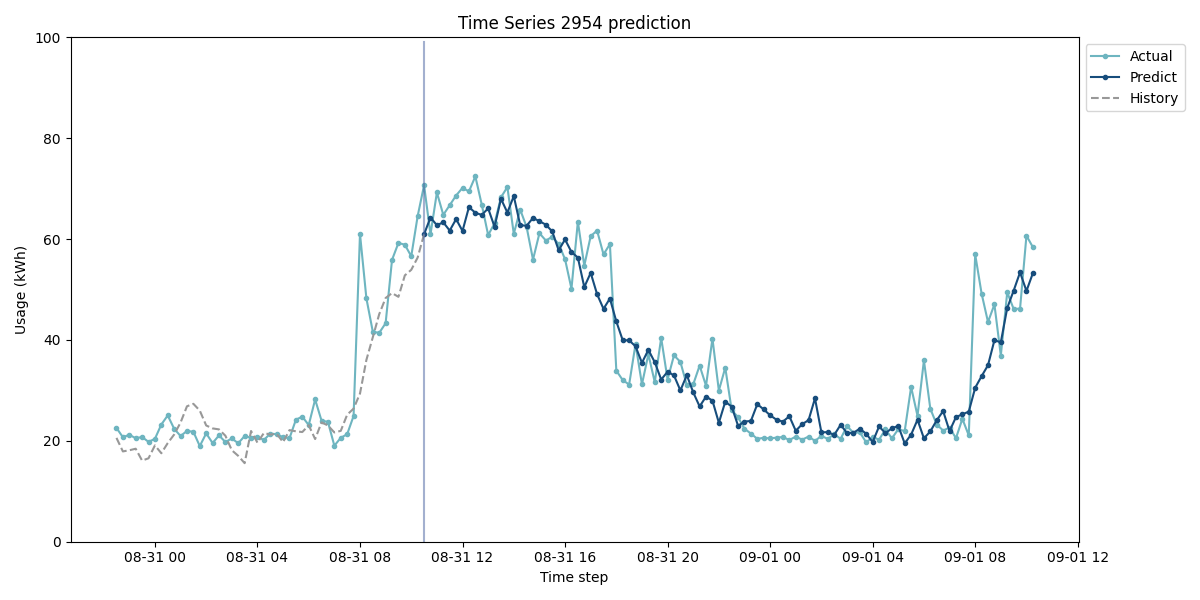 Time Series 2954 prediction
100
80
60
40
20
0
Usage (kWh)
08-31 00
08-31 04
08-31 08
08-31 12
08-31 16
08-31 20
09-01 00
09-01 04
09-01 08
09-01 12
Time step
Actual
Predict
History